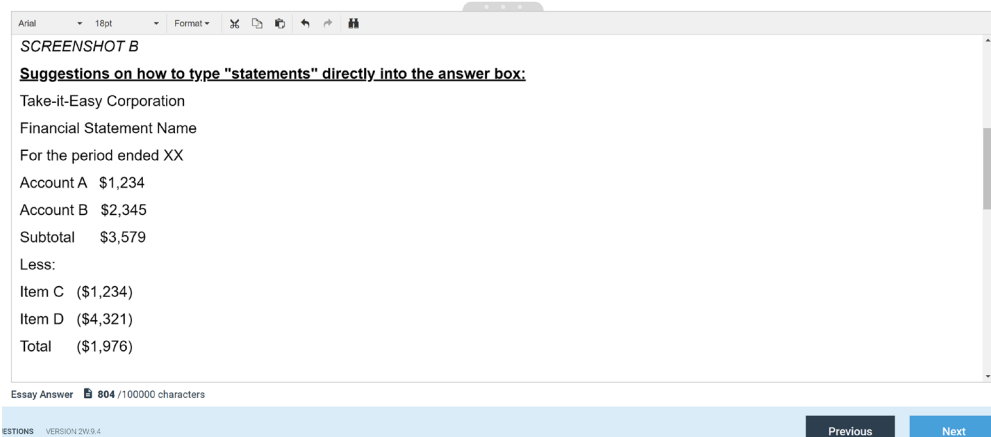 Arial 18pt Format
SCREENSHOT B
Suggestions on how to type "statements" directly into the answer box:
Take-it-Easy Corporation
Financial Statement Name
For the period ended XX
Account A $1,234
Account B $2,345
Subtotal $3,579
Less:
Item C ($1,234)
Item D ($4,321)
Total ($1,976)
Essay Answer 804 /100000 characters
ESTIONS VERSION 2W.9.4 Previous Next